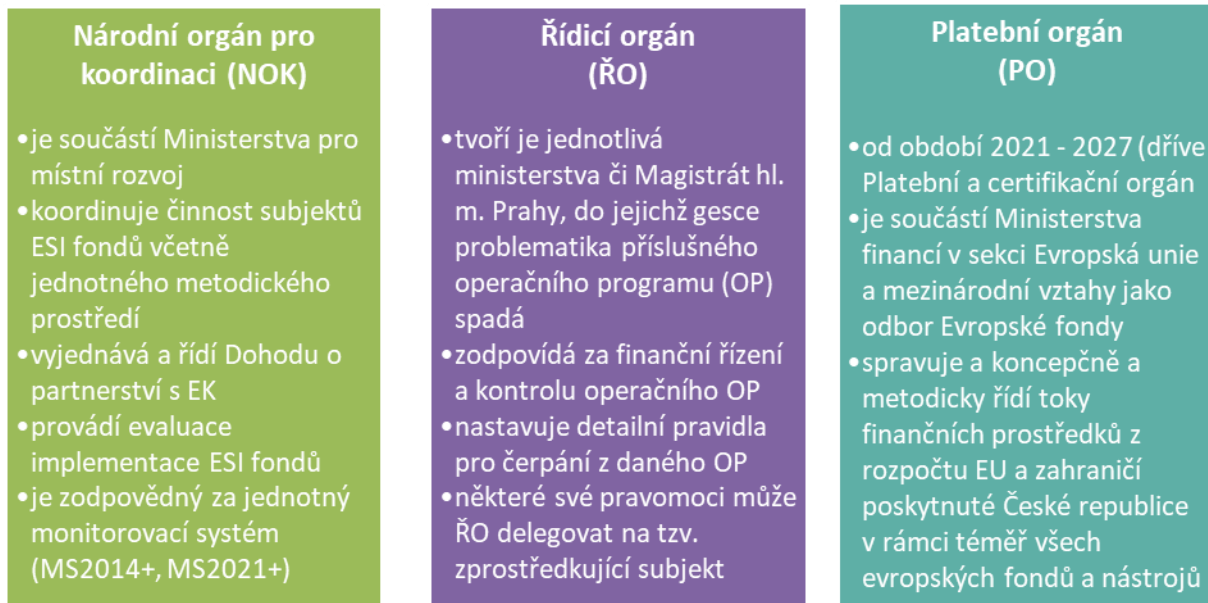 Národní orgán pro
koordinaci (NOK)
•je součástí Ministerstva pro
místní rozvoj
•koordinuje činnost subjektů
ESI fondů včetně
jednotného metodického
prostředí
•vyjednává a řídí Dohodu o
partnerství s EK
•provádí evaluace
implementace ESI fondů
•je zodpovědný za jednotný
monitorovací systém
(MS2014+, MS2021+)
Řídicí orgán
(ŘO)
•tvoří je jednotlivá
ministerstva či Magistrát hl.
m. Prahy, do jejichž gesce
problematika příslušného
operačního programu (OP)
spadá
•zodpovídá za finanční řízení
a kontrolu operačního OP
•nastavuje detailní pravidla
pro čerpání z daného OP
•některé své pravomoci může
ŘO delegovat na tzv.
zprostředkující subjekt
Platební orgán
(PO)
•od období 2021 - 2027 (dříve
Platební a certifikační orgán
•je součástí Ministerstva
financí v sekci Evropská unie
a mezinárodní vztahy jako
odbor Evropské fondy
•spravuje a koncepčně a
metodicky řídí toky
finančních prostředků z
rozpočtu EU a zahraničí
poskytnuté České republice
v rámci téměř všech
evropských fondů a nástrojů